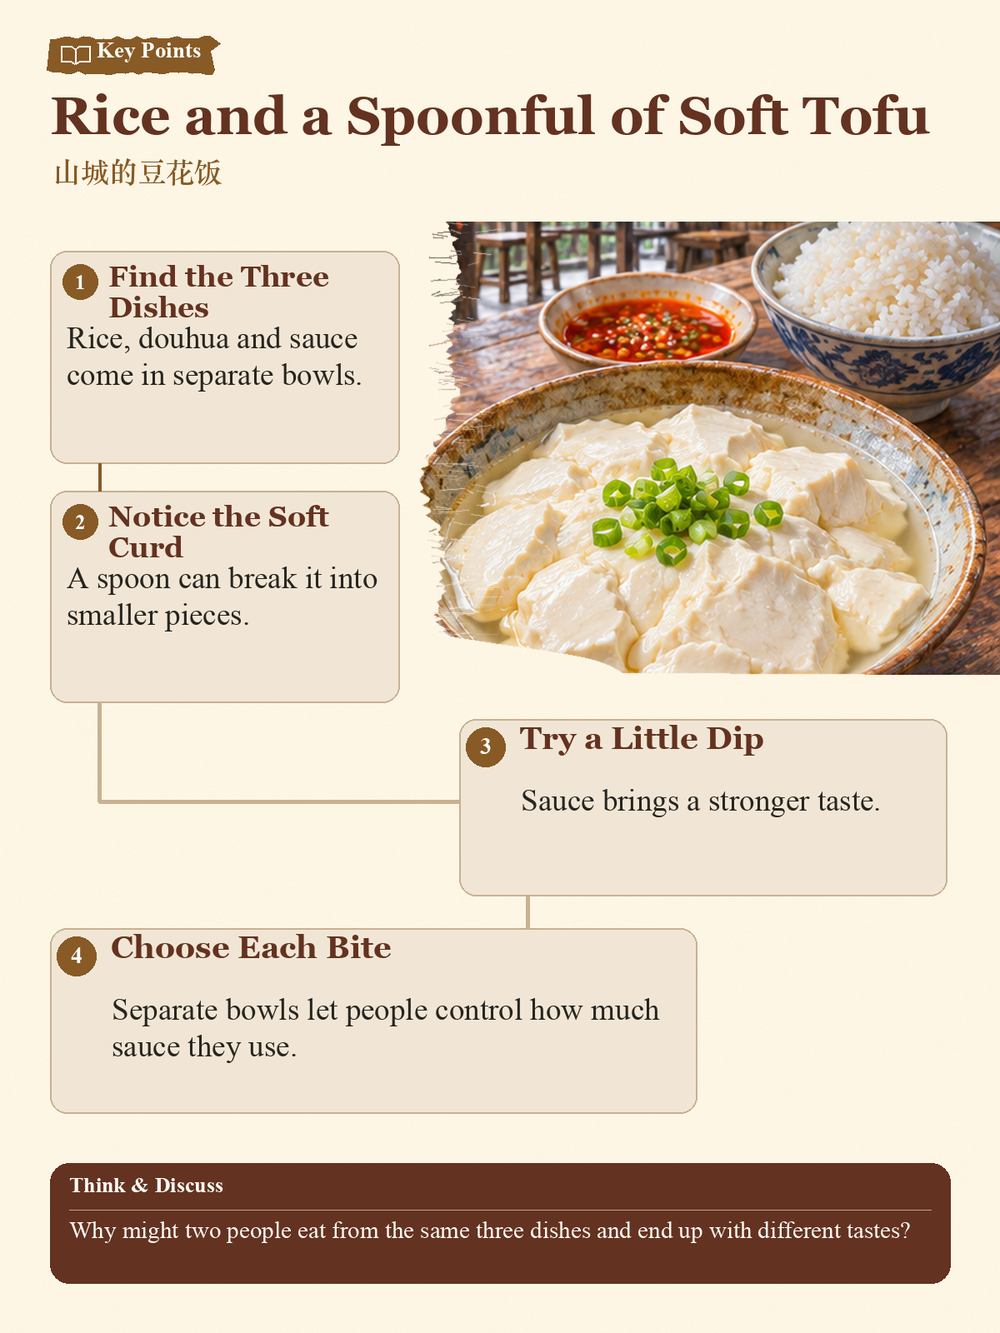 Key Points
Rice and a Spoonful of Soft Tofu
山城的豆花饭
1
Find the Three
Dishes
Rice, douhua and sauce
come in separate bowls.
2
Notice the Soft
Curd
A spoon can break it into
smaller pieces.
3
Try a Little Dip
Sauce brings a stronger taste.
4
Choose Each Bite
Separate bowls let people control how much
sauce they use.
Think & Discuss
Why might two people eat from the same three dishes and end up with different tastes?